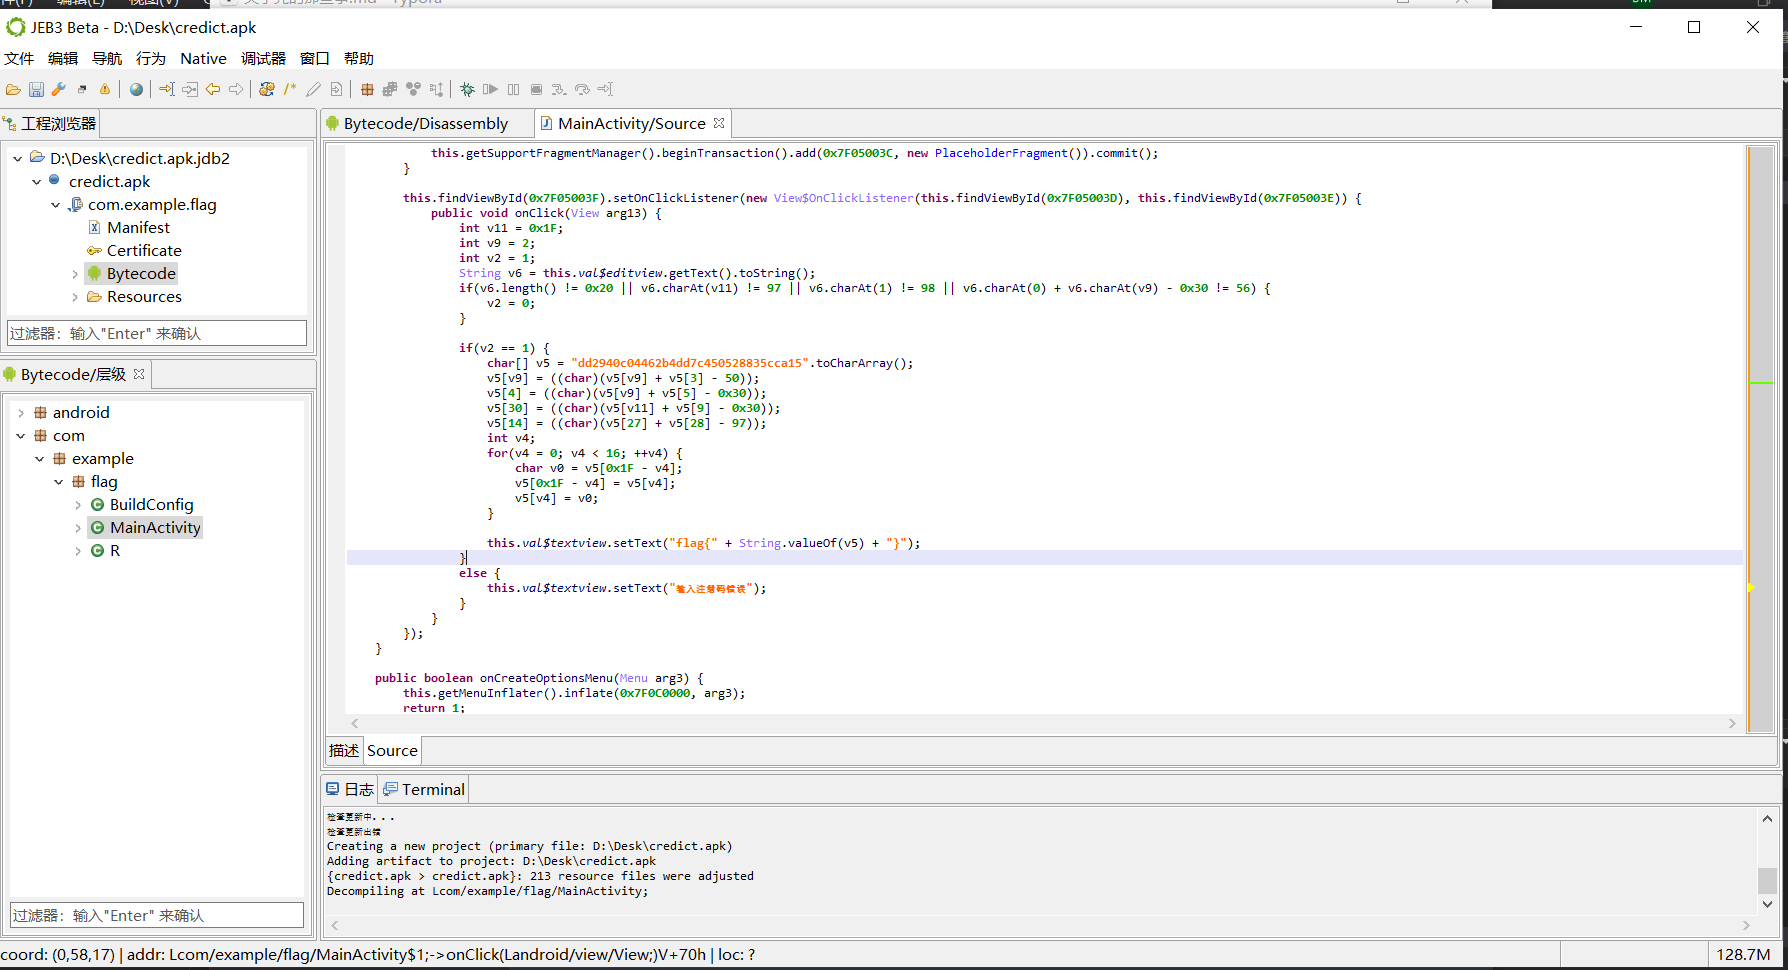 JEB3 Beta - D:\Desk\credict.apk
文件 编辑 导航 行为 Native 调试器 窗口 帮助
工程浏览器
D:\Desk\credict.apk.jdb2
credict.apk
com.example.flag
Manifest
Certificate
Bytecode
Resources
过滤器：输入"Enter" 来确认
Bytecode/层级
android
com
example
flag
BuildConfig
MainActivity
R
过滤器：输入"Enter" 来确认
Bytecode/Disassembly MainActivity/Source
this.getSupportFragmentManager().beginTransaction().add(0x7F05003C, new PlaceholderFragment()).commit();
}
this.findViewById(0x7F05003F).setOnClickListener(new View$OnClickListener(this.findViewById(0x7F05003D), this.findViewById(0x7F05003E)) {
public void onClick(View arg13) {
int v11 = 0x1F;
int v9 = 2;
int v2 = 1;
String v6 = this.val$editview.getText().toString();
if(v6.length() != 0x20 || v6.charAt(v11) != 97 || v6.charAt(1) != 98 || v6.charAt(0) + v6.charAt(v9) - 0x30 != 56) {
v2 = 0;
}
if(v2 == 1) {
char[] v5 = "dd2940c04462b4dd7c450528835cca15".toCharArray();
v5[v9] = ((char)(v5[v9] + v5[3] - 50));
v5[4] = ((char)(v5[v9] + v5[5] - 0x30));
v5[30] = ((char)(v5[v11] + v5[9] - 0x30));
v5[14] = ((char)(v5[27] + v5[28] - 97));
int v4;
for(v4 = 0; v4 < 16; ++v4) {
char v0 = v5[0x1F - v4];
v5[0x1F - v4] = v5[v4];
v5[v4] = v0;
}
this.val$textview.setText("flag{" + String.valueOf(v5) + "}");
}
else {
this.val$textview.setText("输入注册码错误");
}
}
});
}
public boolean onCreateOptionsMenu(Menu arg3) {
this.getMenuInflater().inflate(0x7F0C0000, arg3);
return 1;
描述 Source
日志 Terminal
检查更新中...
检查更新出错
Creating a new project (primary file: D:\Desk\credict.apk)
Adding artifact to project: D:\Desk\credict.apk
{credict.apk > credict.apk}: 213 resource files were adjusted
Decompiling at Lcom/example/flag/MainActivity;
coord: (0,58,17) | addr: Lcom/example/flag/MainActivity$1;->onClick(Landroid/view/View;)V+70h | loc: ?
128.7M